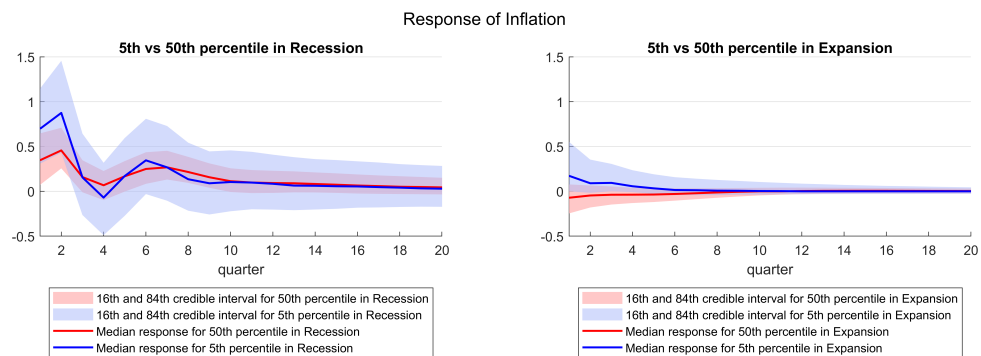 Response of Inflation
5th vs 50th percentile in Recession
1.5
1
0.5
0
-0.5
2 4 6 8 10 12 14 16 18 20
quarter
16th and 84th credible interval for 50th percentile in Recession
16th and 84th credible interval for 5th percentile in Recession
Median response for 50th percentile in Recession
Median response for 5th percentile in Recession
5th vs 50th percentile in Expansion
1.5
1
0.5
0
-0.5
2 4 6 8 10 12 14 16 18 20
quarter
16th and 84th credible interval for 50th percentile in Expansion
16th and 84th credible interval for 5th percentile in Expansion
Median response for 50th percentile in Expansion
Median response for 5th percentile in Expansion